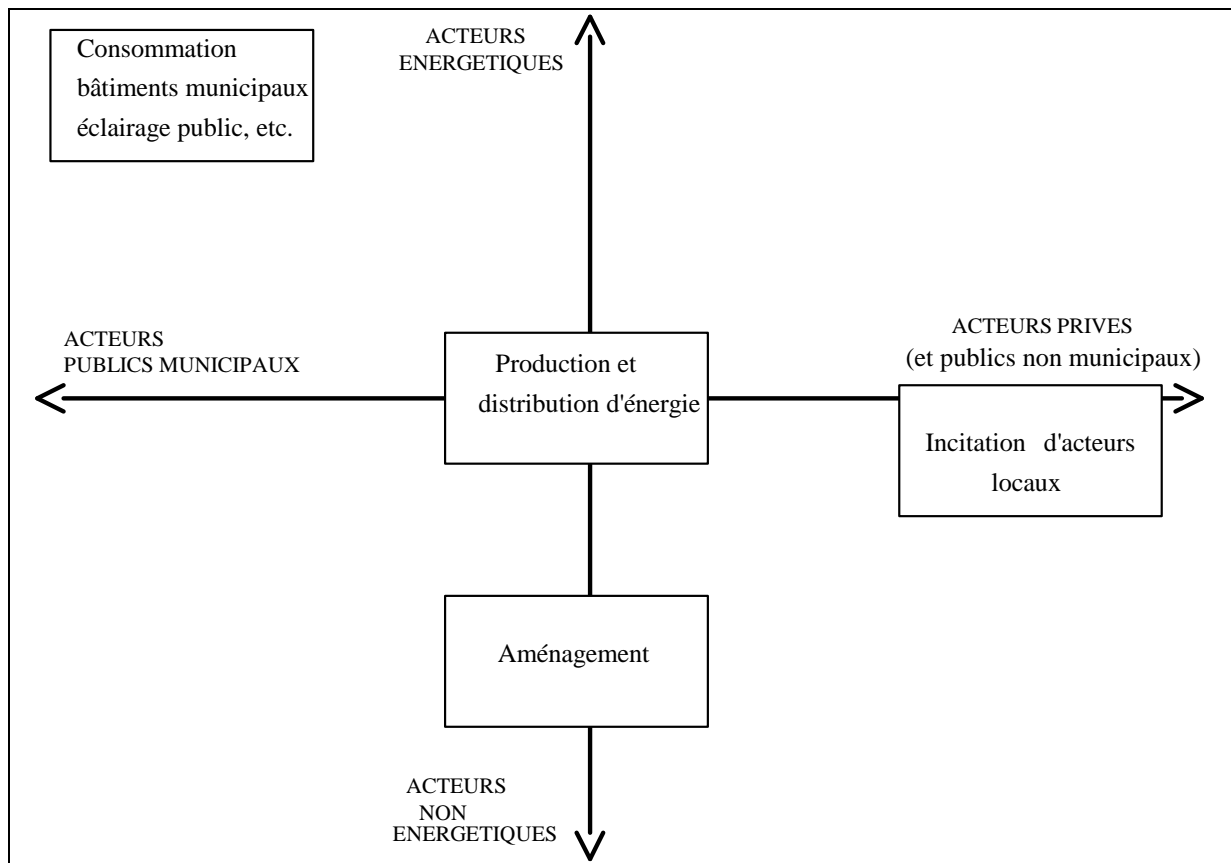 Consommation
bâtiments municipaux
éclairage public, etc.
ACTEURS
ENERGETIQUES
ACTEURS
PUBLICS MUNICIPAUX
Production et
distribution d'énergie
ACTEURS PRIVES
(et publics non municipaux)
Incitation d'acteurs
locaux
Aménagement
ACTEURS
NON
ENERGETIQUES